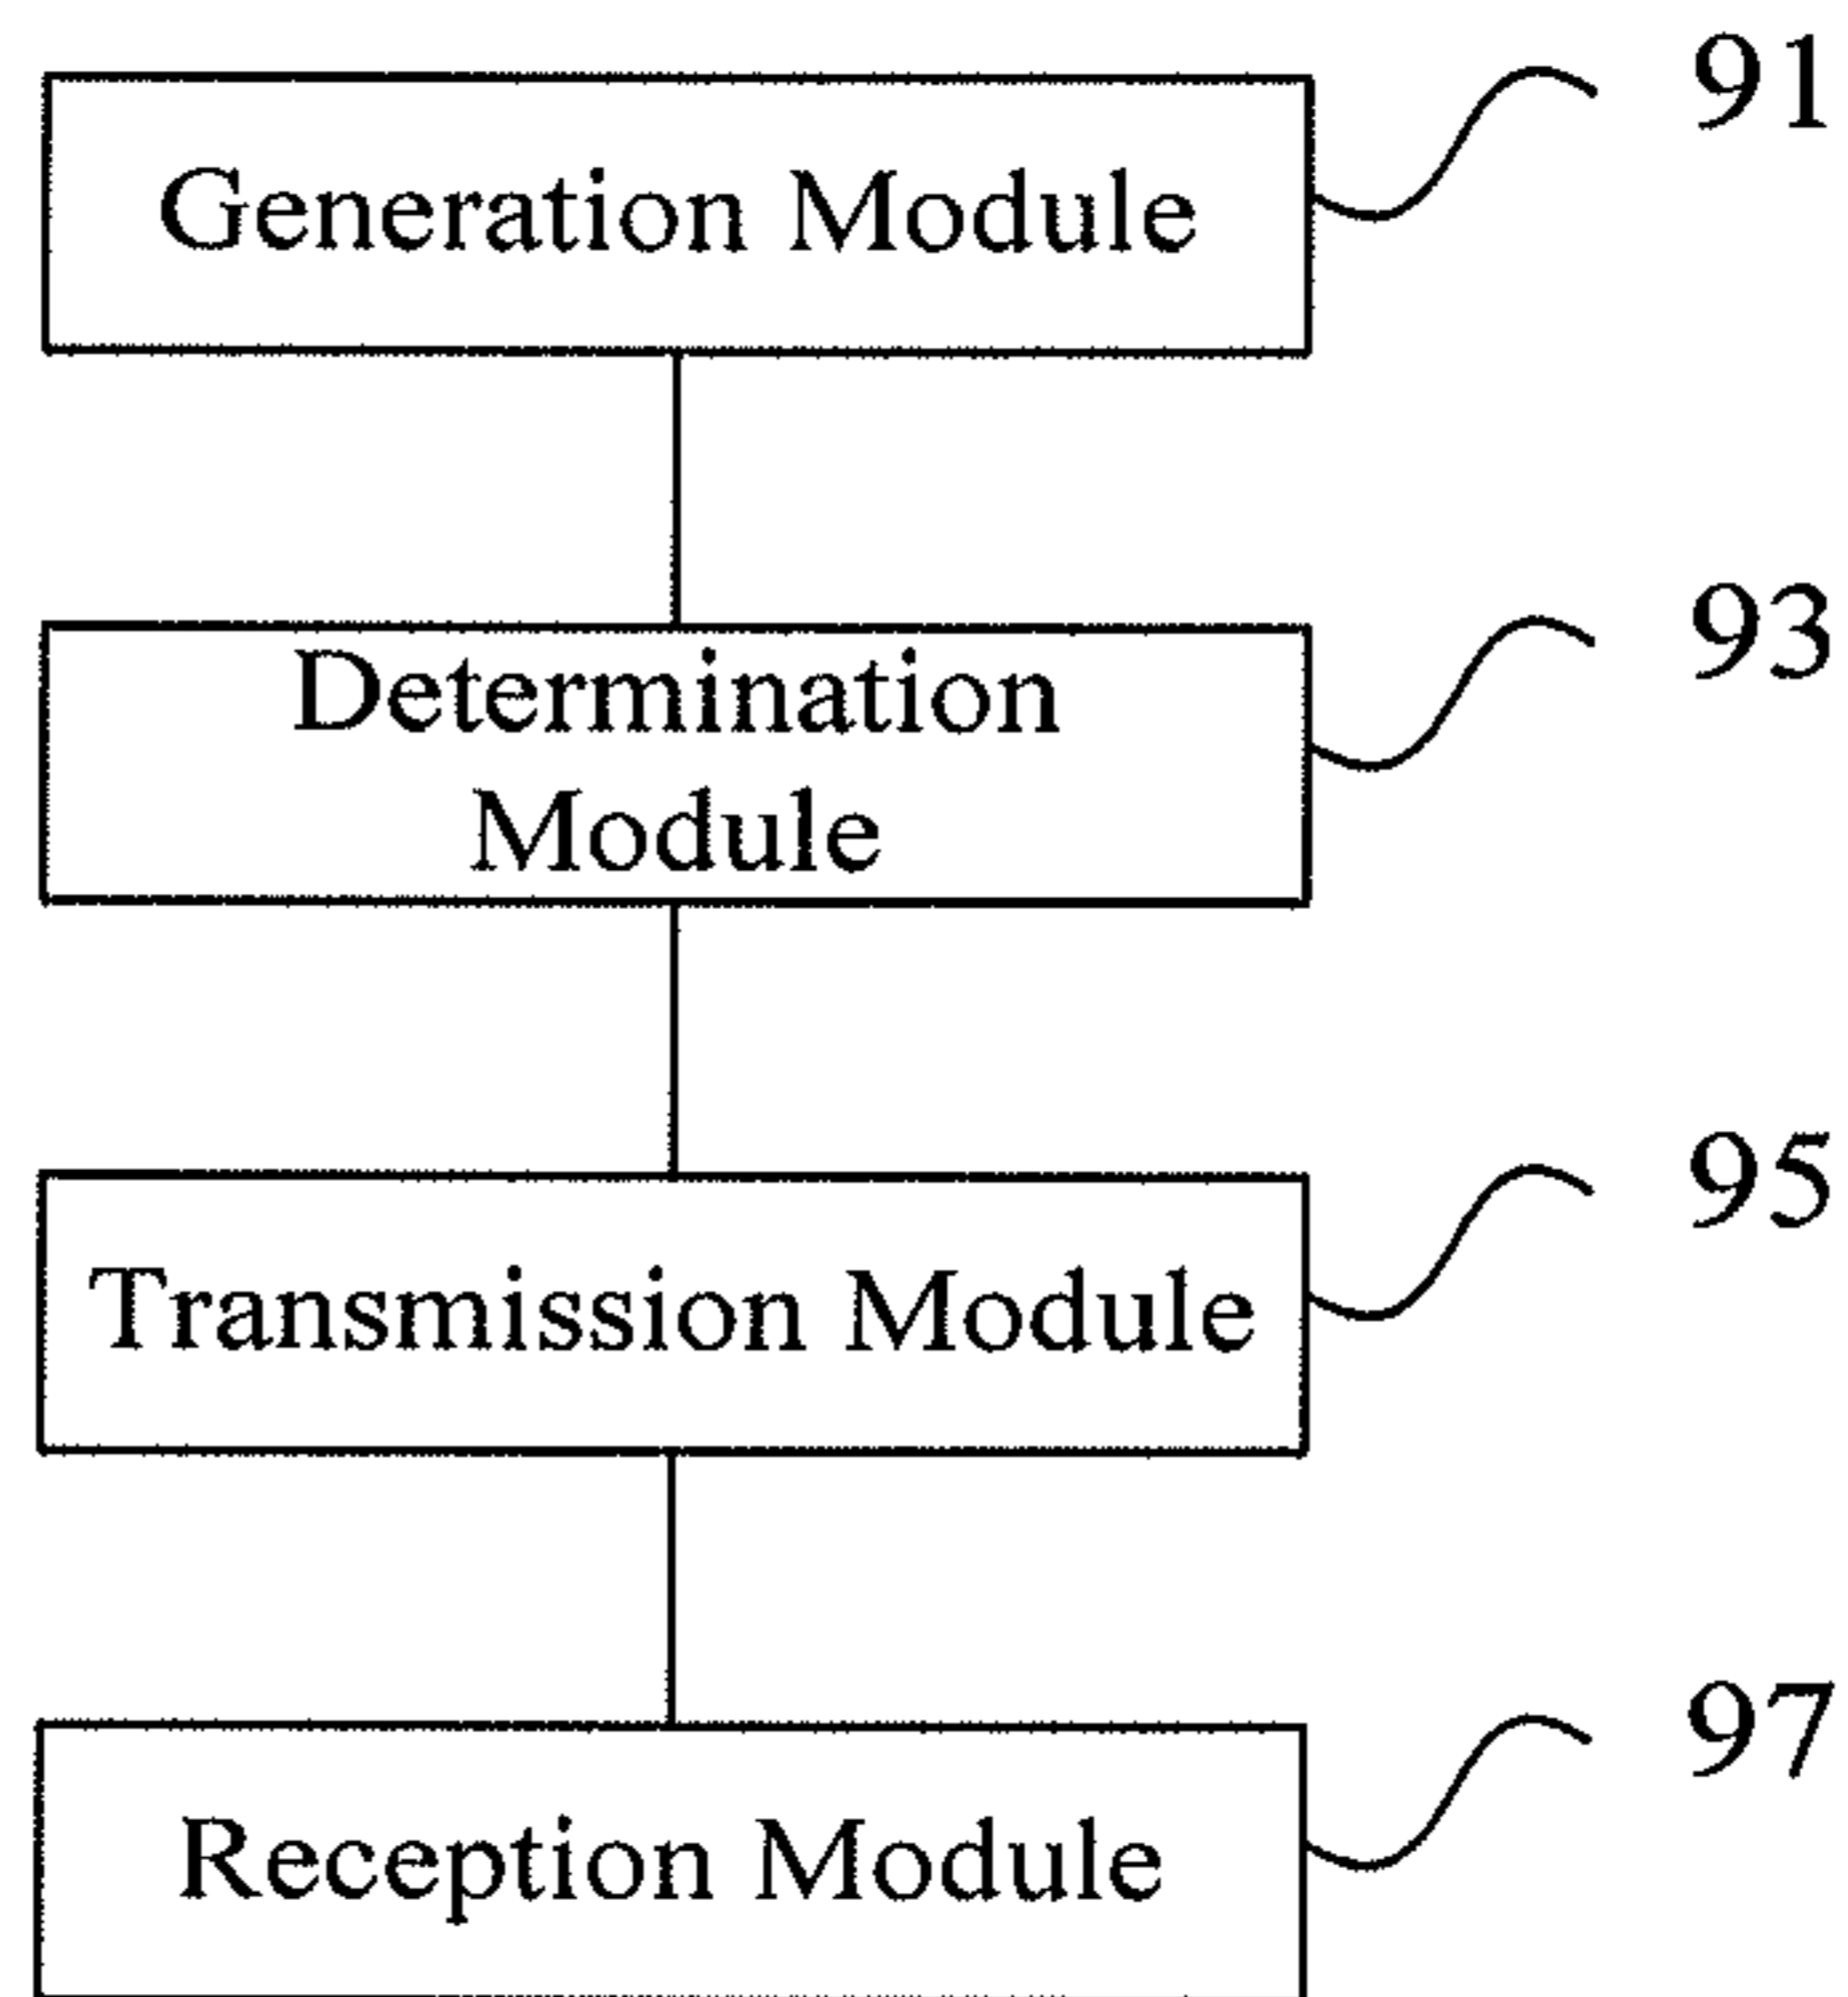 Generation Module
91
Determination
Module
93
Transmission Module
95
Reception Module
97